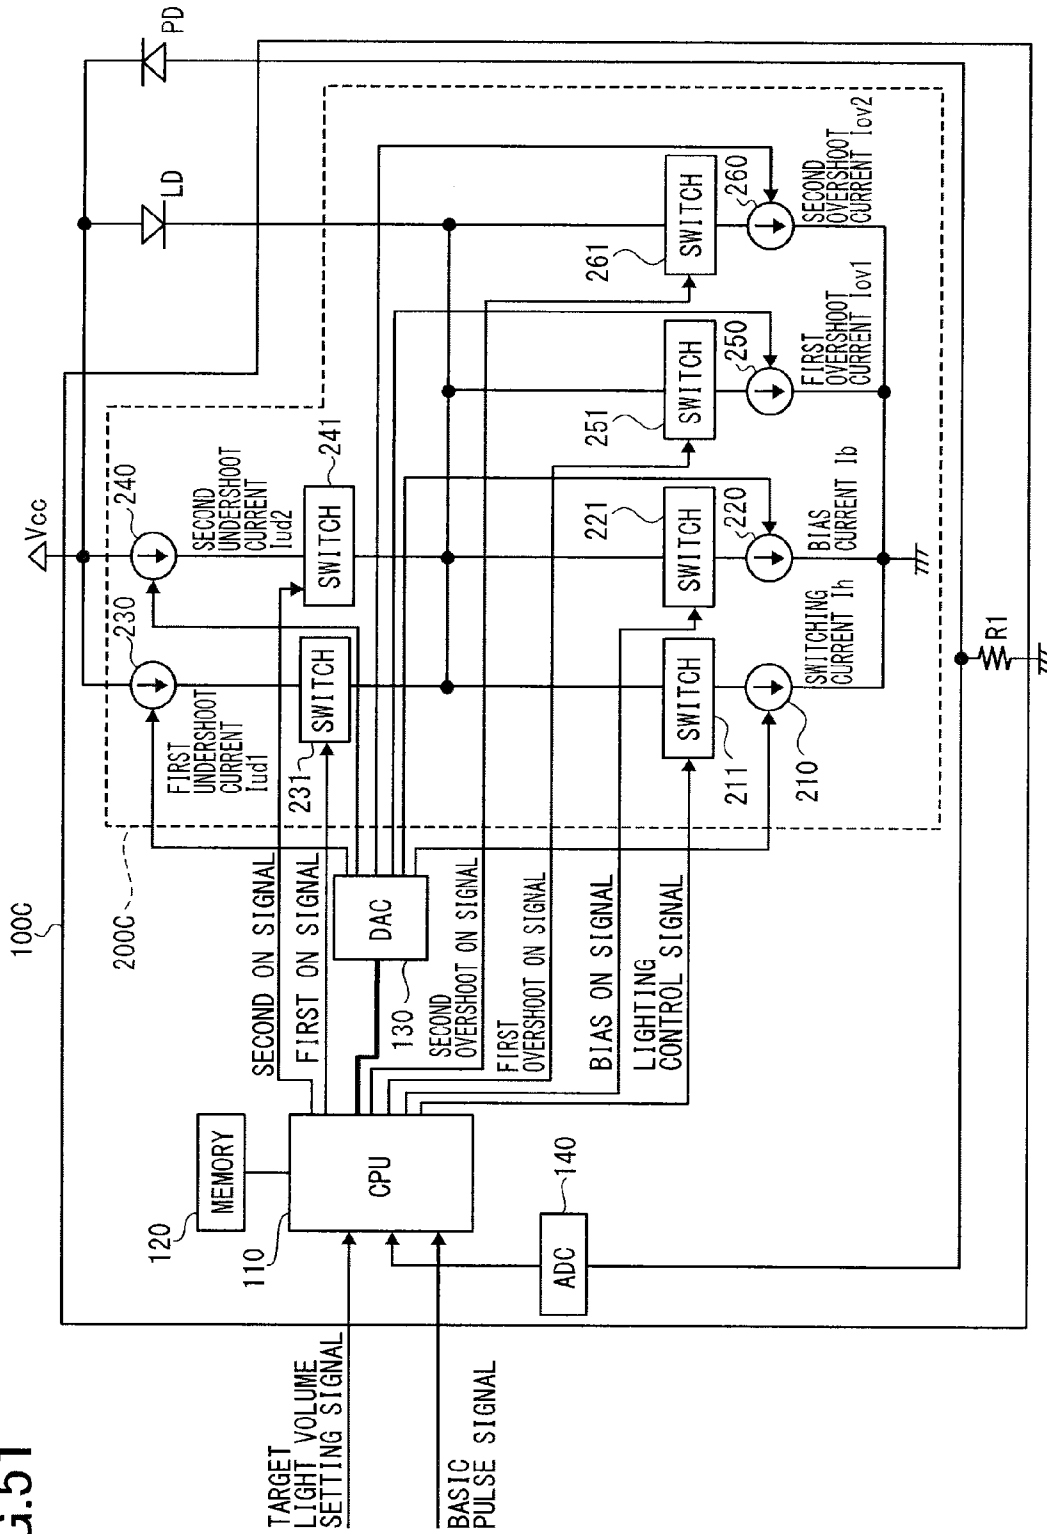 G.51
100C
200C
Vcc
LD
PD
230
240
FIRST
UNDERSHOOT
CURRENT
Iud1
SECOND
UNDERSHOOT
CURRENT
Iud2
231
SWITCH
SWITCH
241
SECOND ON SIGNAL
FIRST ON SIGNAL
120
MEMORY
110
CPU
TARGET
LIGHT VOLUME
SETTING SIGNAL
BASIC
PULSE SIGNAL
DAC
130
SECOND
OVERSHOOT ON SIGNAL
FIRST
OVERSHOOT ON SIGNAL
BIAS ON SIGNAL
LIGHTING
CONTROL SIGNAL
ADC
140
SWITCH
211
SWITCH
221
SWITCH
251
SWITCH
261
210
220
250
260
SWITCHING
CURRENT Ih
BIAS
CURRENT Ib
FIRST
OVERSHOOT
CURRENT Iov1
SECOND
OVERSHOOT
CURRENT Iov2
R1